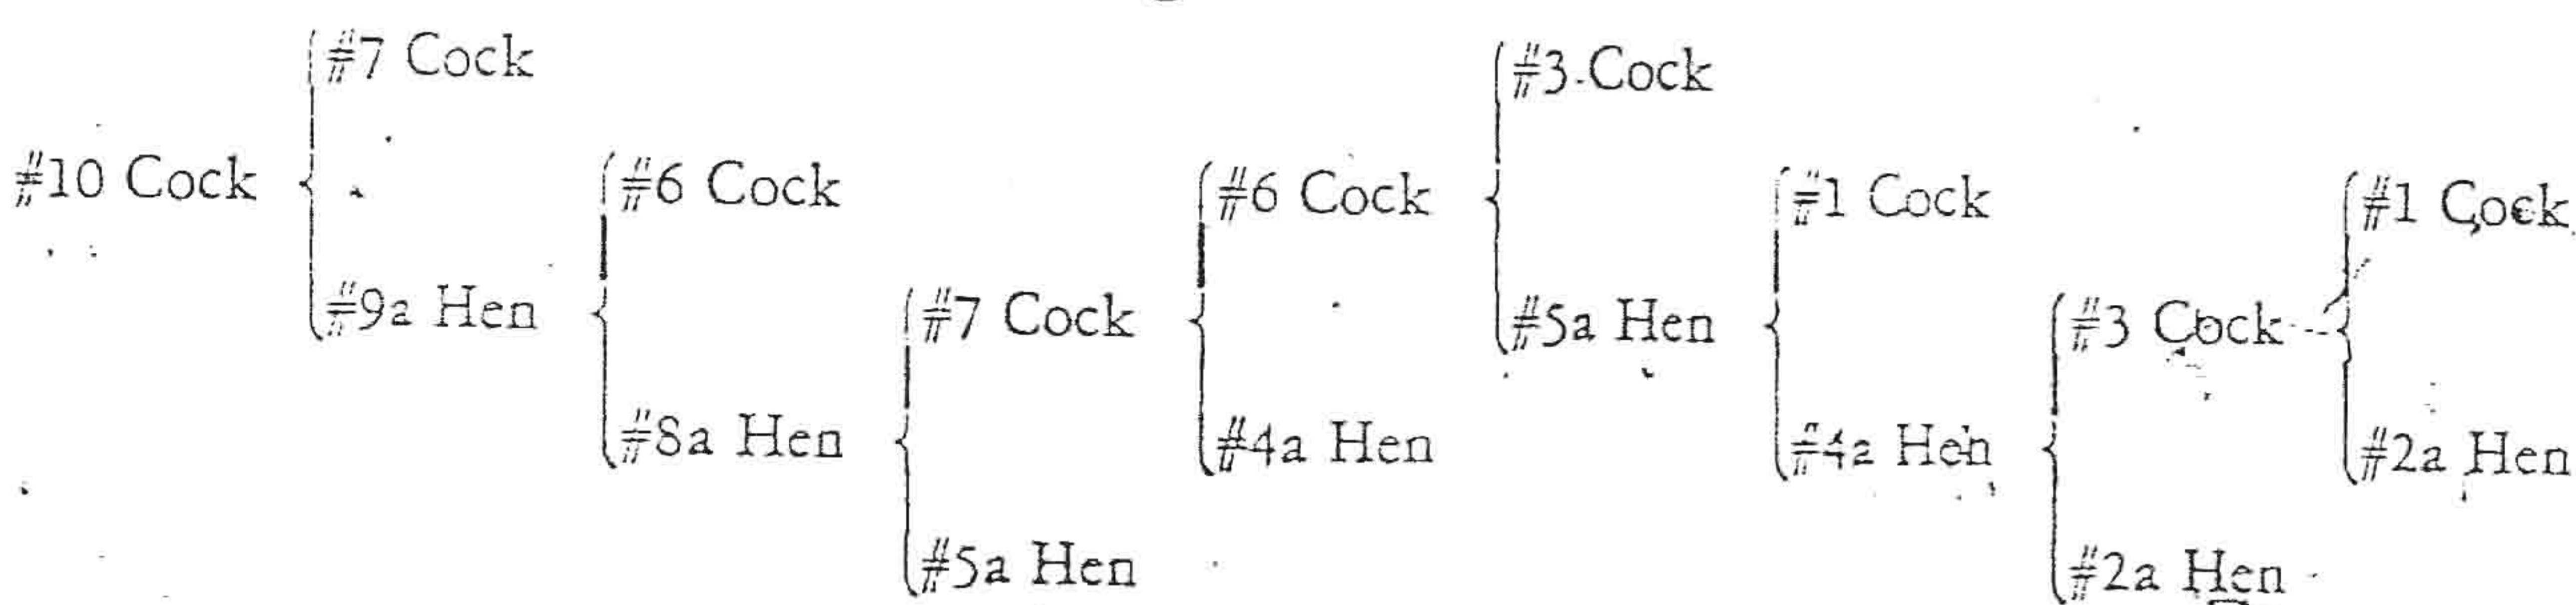 #7 Cock #3 Cock
#10 Cock #6 Cock #6 Cock #1 Cock #1 Cock
#9a Hen #7 Cock #5a Hen #3 Cock
#8a Hen #4a Hen #4a Hen #2a Hen
#5a Hen #2a Hen